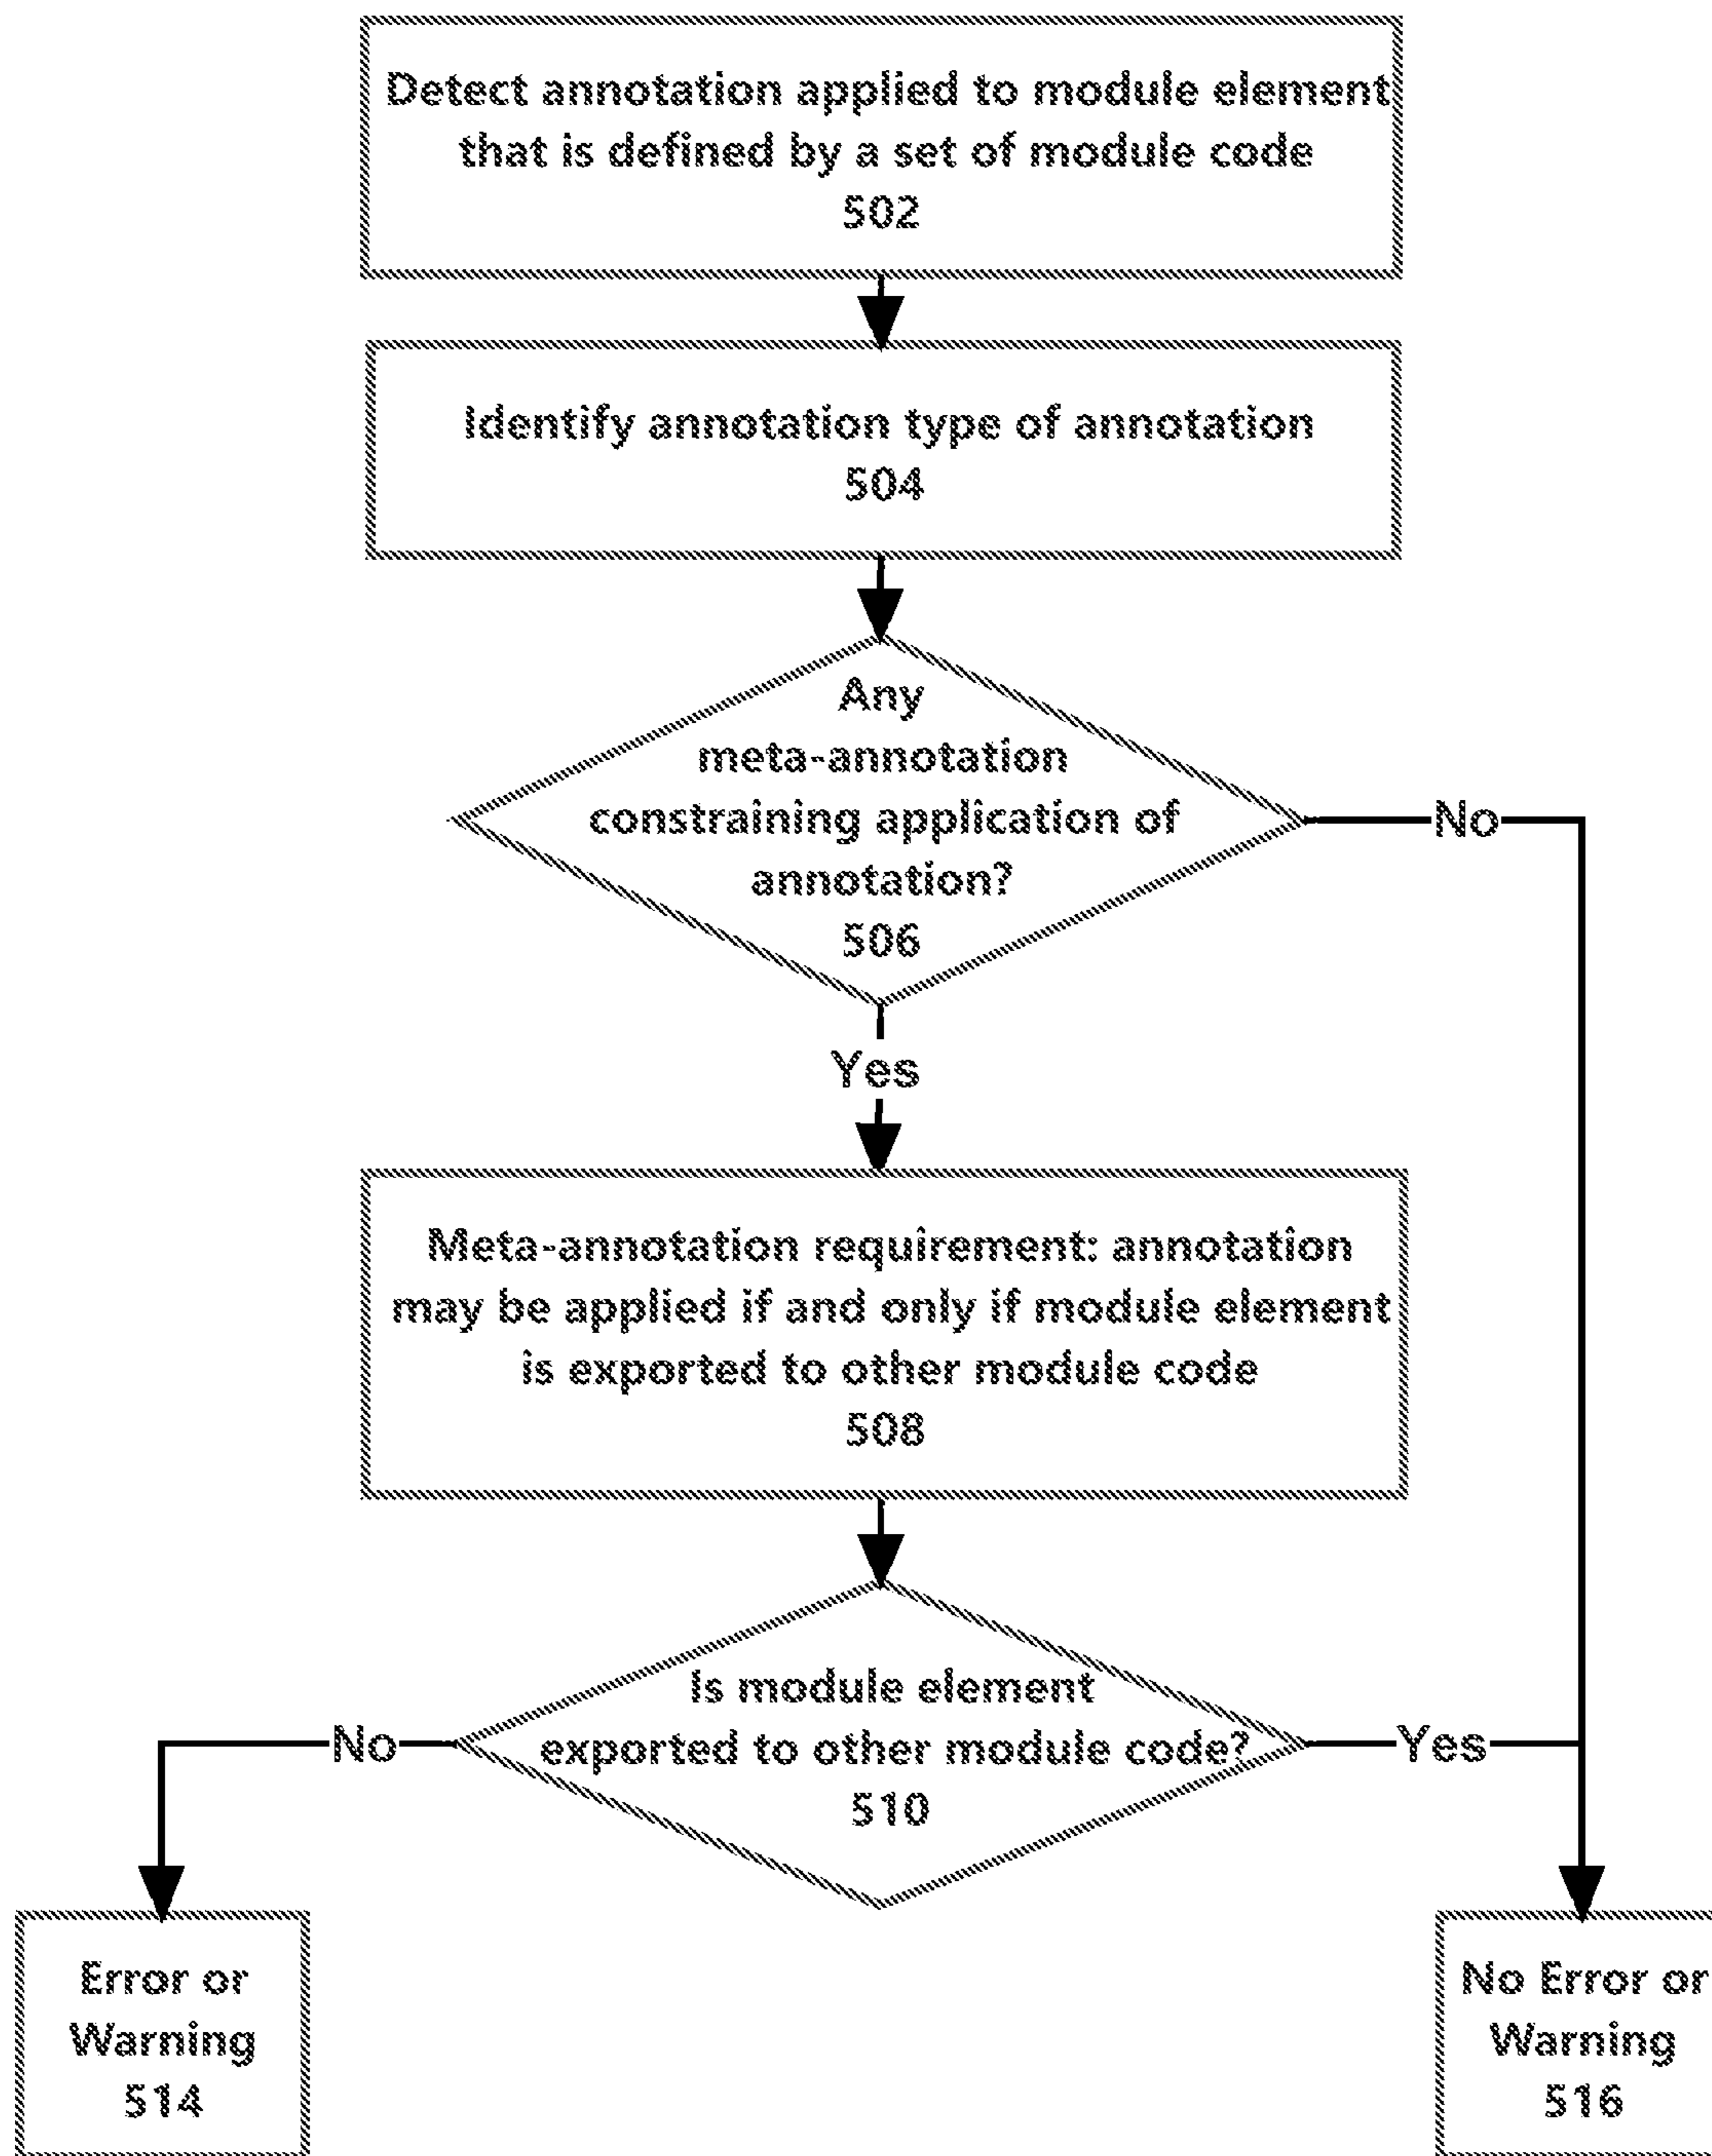 Detect annotation applied to module element
that is defined by a set of module code
502
Identify annotation type of annotation
504
Any
meta-annotation
constraining application of
annotation?
506
No
Yes
Meta-annotation requirement: annotation
may be applied if and only if module element
is exported to other module code
508
Is module element
exported to other module code?
510
No
Yes
Error or
Warning
514
No Error or
Warning
516